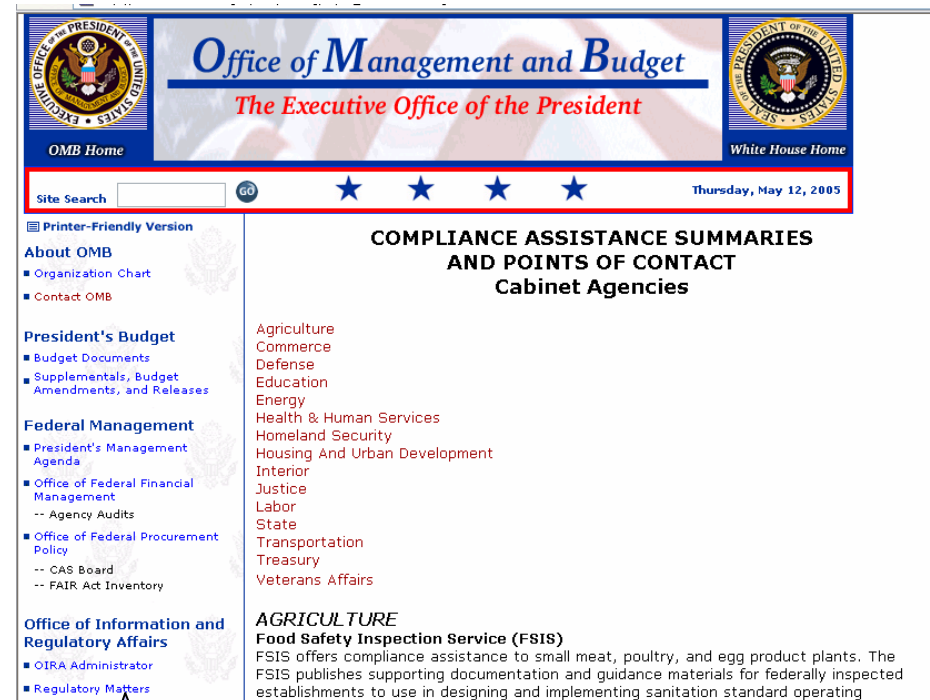 Office of Management and Budget
The Executive Office of the President
OMB Home
White House Home
Site Search
GO
Thursday, May 12, 2005
Printer-Friendly Version
About OMB
Organization Chart
Contact OMB
President's Budget
Budget Documents
Supplementals, Budget
Amendments, and Releases
Federal Management
President's Management
Agenda
Office of Federal Financial
Management
-- Agency Audits
Office of Federal Procurement
Policy
-- CAS Board
-- FAIR Act Inventory
Office of Information and
Regulatory Affairs
OIRA Administrator
Regulatory Matters
COMPLIANCE ASSISTANCE SUMMARIES
AND POINTS OF CONTACT
Cabinet Agencies
Agriculture
Commerce
Defense
Education
Energy
Health & Human Services
Homeland Security
Housing And Urban Development
Interior
Justice
Labor
State
Transportation
Treasury
Veterans Affairs
AGRICULTURE
Food Safety Inspection Service (FSIS)
FSIS offers compliance assistance to small meat, poultry, and egg product plants. The
FSIS publishes supporting documentation and guidance materials for federally inspected
establishments to use in designing and implementing sanitation standard operating